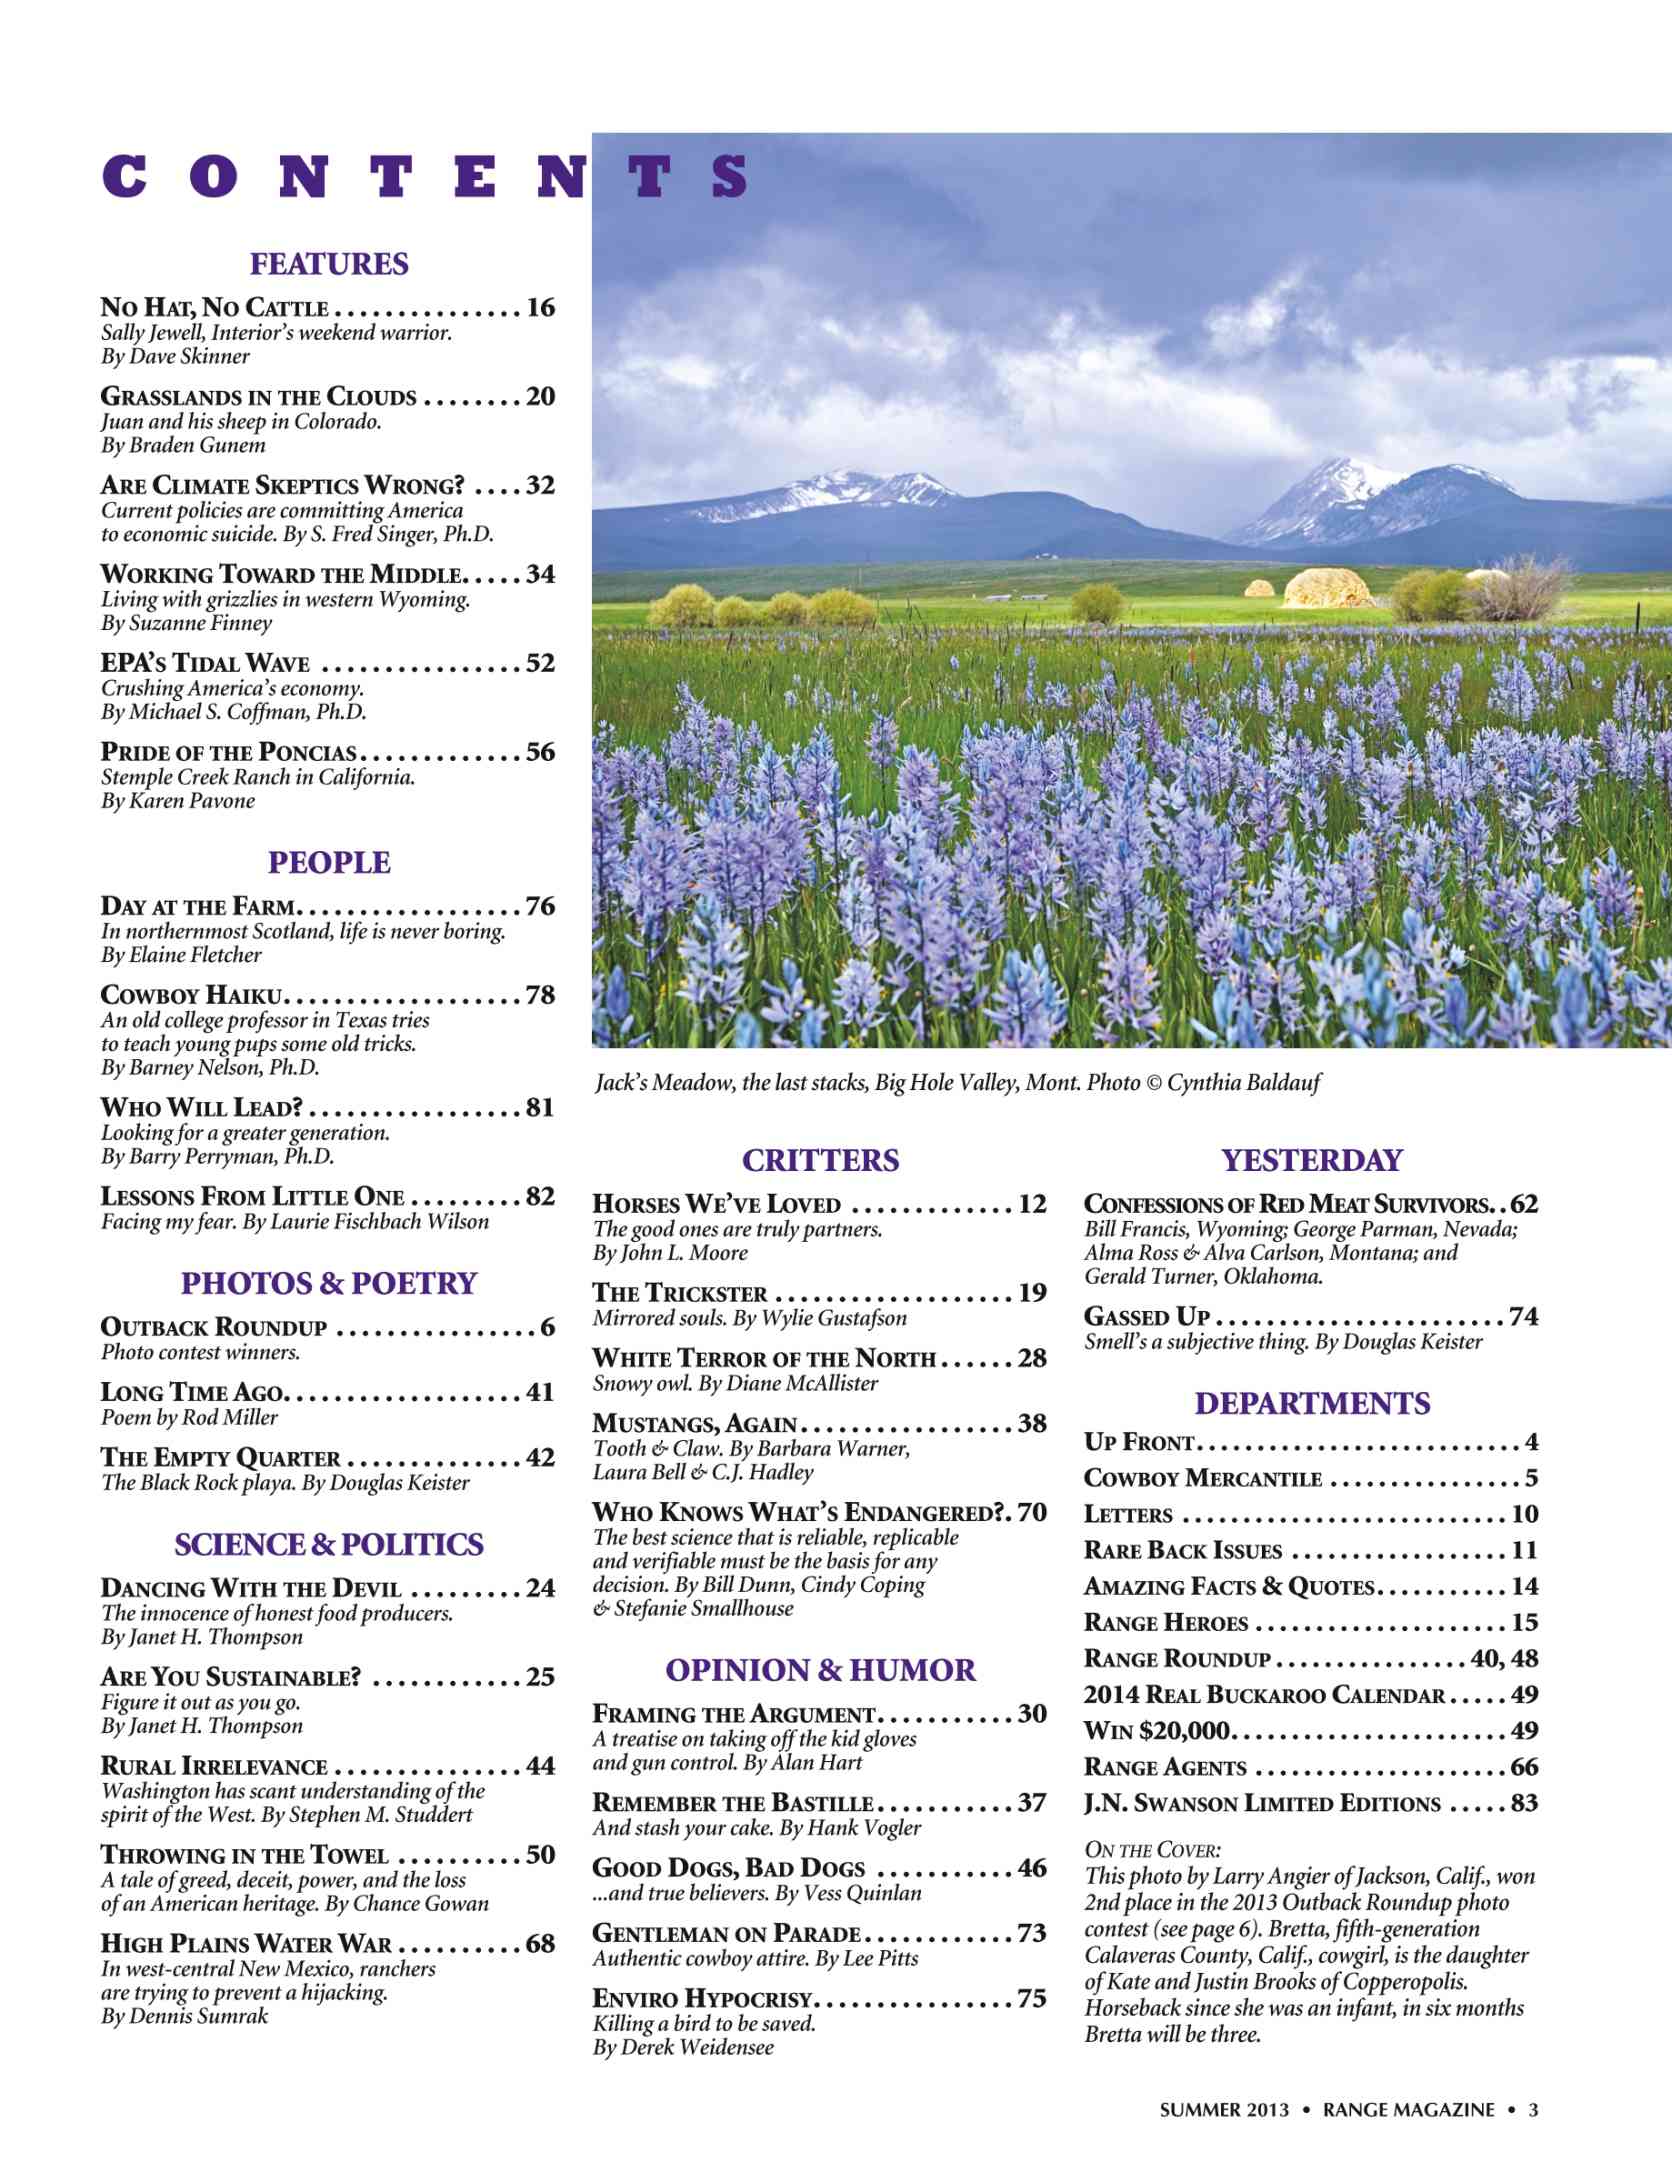 CONTENTS
FEATURES
NO HAT, NO CATTLE . . . . . . . . . . . . . . . 16
Sally Jewell, Interior's weekend warrior.
By Dave Skinner
GRASSLANDS IN THE CLOUDS . . . . . . . . 20
Juan and his sheep in Colorado.
By Braden Gunem
ARE CLIMATE SKEPTICS WRONG? . . . . 32
Current policies are committing America
to economic suicide. By S. Fred Singer, Ph.D.
WORKING TOWARD THE MIDDLE. . . . . 34
Living with grizzlies in western Wyoming.
By Suzanne Finney
EPA'S TIDAL WAVE . . . . . . . . . . . . . . . . 52
Crushing America's economy.
By Michael S. Coffman, Ph.D.
PRIDE OF THE PONCIAS . . . . . . . . . . . . . 56
Stemple Creek Ranch in California.
By Karen Pavone
PEOPLE
DAY AT THE FARM. . . . . . . . . . . . . . . . . . 76
In northernmost Scotland, life is never boring.
By Elaine Fletcher
COWBOY HAIKU. . . . . . . . . . . . . . . . . . . 78
An old college professor in Texas tries
to teach young pups some old tricks.
By Barney Nelson, Ph.D.
WHO WILL LEAD? . . . . . . . . . . . . . . . . . 81
Looking for a greater generation.
By Barry Perryman, Ph.D.
LESSONS FROM LITTLE ONE . . . . . . . . . 82
Facing my fear. By Laurie Fischbach Wilson
PHOTOS & POETRY
OUTBACK ROUNDUP . . . . . . . . . . . . . . . . 6
Photo contest winners.
LONG TIME AGO. . . . . . . . . . . . . . . . . . . 41
Poem by Rod Miller
THE EMPTY QUARTER . . . . . . . . . . . . . . 42
The Black Rock playa. By Douglas Keister
SCIENCE & POLITICS
DANCING WITH THE DEVIL . . . . . . . . . 24
The innocence of honest food producers.
By Janet H. Thompson
ARE YOU SUSTAINABLE? . . . . . . . . . . . . 25
Figure it out as you go.
By Janet H. Thompson
RURAL IRRELEVANCE . . . . . . . . . . . . . . . 44
Washington has scant understanding of the
spirit of the West. By Stephen M. Studdert
THROWING IN THE TOWEL . . . . . . . . . . 50
A tale of greed, deceit, power, and the loss
of an American heritage. By Chance Gowan
HIGH PLAINS WATER WAR . . . . . . . . . . 68
In west-central New Mexico, ranchers
are trying to prevent a hijacking.
By Dennis Sumrak
Jack's Meadow, the last stacks, Big Hole Valley, Mont. Photo © Cynthia Baldauf
CRITTERS
HORSES WE'VE LOVED . . . . . . . . . . . . . 12
The good ones are truly partners.
By John L. Moore
THE TRICKSTER . . . . . . . . . . . . . . . . . . . 19
Mirrored souls. By Wylie Gustafson
WHITE TERROR OF THE NORTH . . . . . . 28
Snowy owl. By Diane McAllister
MUSTANGS, AGAIN . . . . . . . . . . . . . . . . . 38
Tooth & Claw. By Barbara Warner,
Laura Bell & C.J. Hadley
WHO KNOWS WHAT'S ENDANGERED?. 70
The best science that is reliable, replicable
and verifiable must be the basis for any
decision. By Bill Dunn, Cindy Coping
& Stefanie Smallhouse
OPINION & HUMOR
FRAMING THE ARGUMENT. . . . . . . . . . . 30
A treatise on taking off the kid gloves
and gun control. By Alan Hart
REMEMBER THE BASTILLE. . . . . . . . . . . 37
And stash your cake. By Hank Vogler
GOOD DOGS, BAD DOGS . . . . . . . . . . . 46
...and true believers. By Vess Quinlan
GENTLEMAN ON PARADE . . . . . . . . . . . . 73
Authentic cowboy attire. By Lee Pitts
ENVIRO HYPOCRISY. . . . . . . . . . . . . . . . 75
Killing a bird to be saved.
By Derek Weidensee
YESTERDAY
CONFESSIONS OF RED MEAT SURVIVORS. . 62
Bill Francis, Wyoming; George Parman, Nevada;
Alma Ross & Alva Carlson, Montana; and
Gerald Turner, Oklahoma.
GASSED UP . . . . . . . . . . . . . . . . . . . . . . . 74
Smell's a subjective thing. By Douglas Keister
DEPARTMENTS
UP FRONT. . . . . . . . . . . . . . . . . . . . . . . . . . 4
COWBOY MERCANTILE . . . . . . . . . . . . . . . . 5
LETTERS . . . . . . . . . . . . . . . . . . . . . . . . . . 10
RARE BACK ISSUES . . . . . . . . . . . . . . . . . . 11
AMAZING FACTS & QUOTES. . . . . . . . . . . 14
RANGE HEROES . . . . . . . . . . . . . . . . . . . . . 15
RANGE ROUNDUP . . . . . . . . . . . . . . . . 40, 48
2014 REAL BUCKAROO CALENDAR . . . . . 49
WIN $20,000. . . . . . . . . . . . . . . . . . . . . . . 49
RANGE AGENTS . . . . . . . . . . . . . . . . . . . . . 66
J.N. SWANSON LIMITED EDITIONS . . . . . 83
ON THE COVER:
This photo by Larry Angier of Jackson, Calif., won
2nd place in the 2013 Outback Roundup photo
contest (see page 6). Bretta, fifth-generation
Calaveras County, Calif., cowgirl, is the daughter
of Kate and Justin Brooks of Copperopolis.
Horseback since she was an infant, in six months
Bretta will be three.
SUMMER 2013 • RANGE MAGAZINE • 3